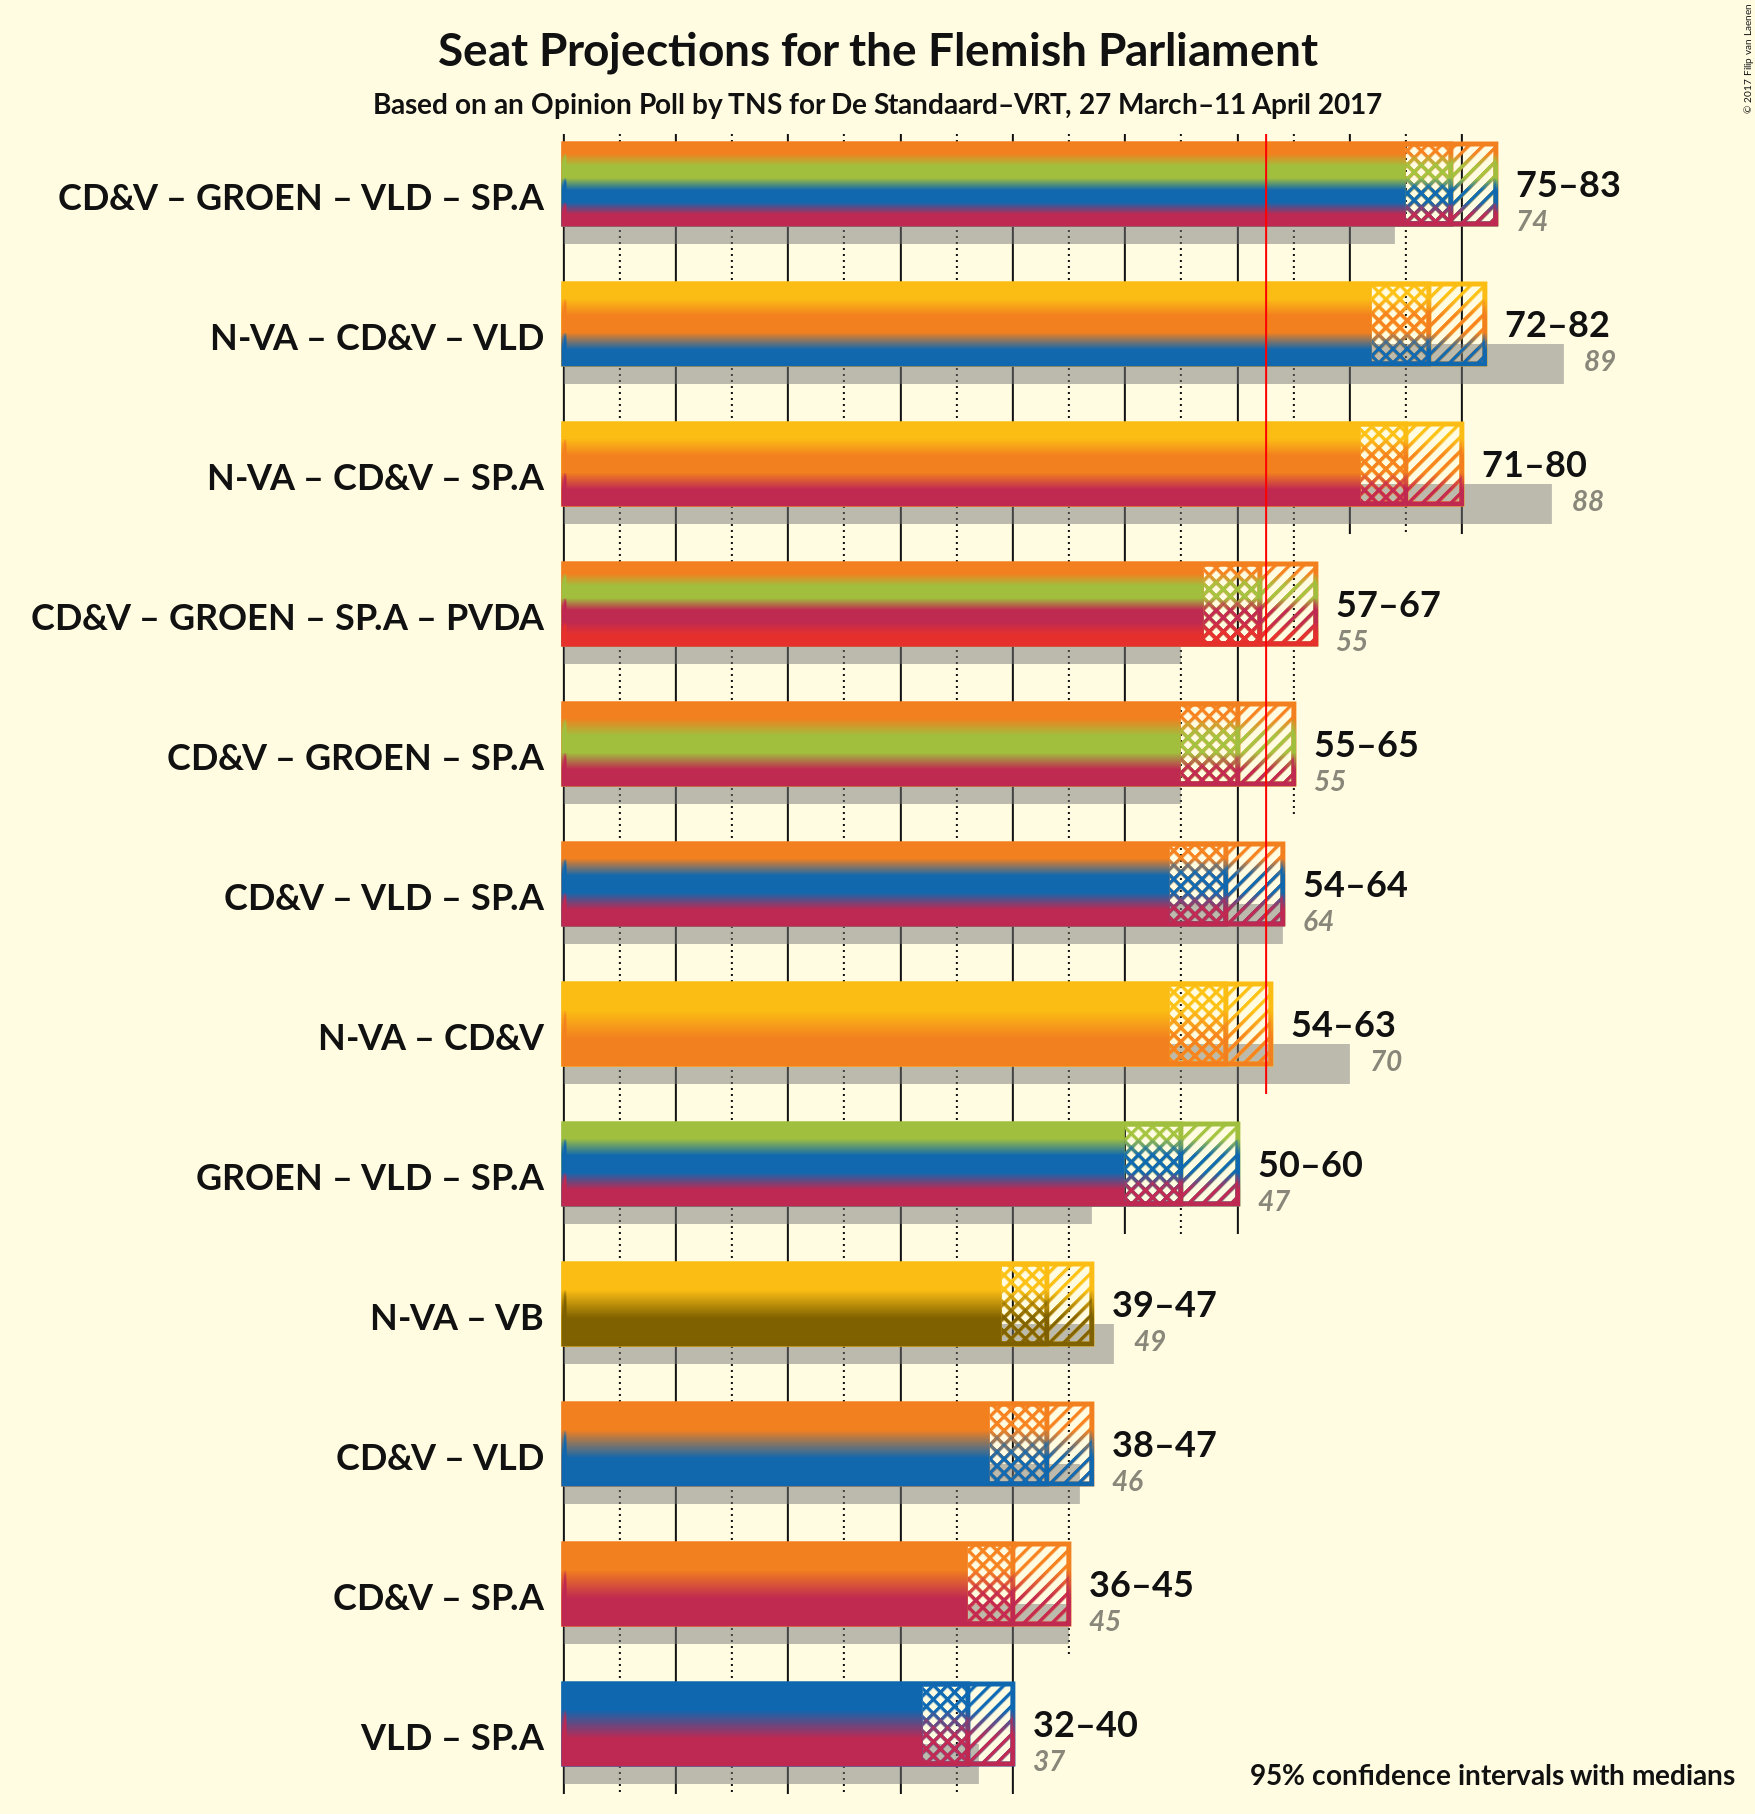 Seat Projections for the Flemish Parliament
Based on an Opinion Poll by TNS for De Standaard–VRT, 27 March–11 April 2017
© 2017 Filip van Laenen
CD&V – GROEN – VLD – SP.A
75–83
74
N-VA – CD&V – VLD
72–82
89
N-VA – CD&V – SP.A
71–80
88
CD&V – GROEN – SP.A – PVDA
57–67
55
CD&V – GROEN – SP.A
55–65
55
CD&V – VLD – SP.A
54–64
64
N-VA – CD&V
54–63
70
GROEN – VLD – SP.A
50–60
47
N-VA – VB
39–47
49
CD&V – VLD
38–47
46
CD&V – SP.A
36–45
45
VLD – SP.A
32–40
37
95% confidence intervals with medians